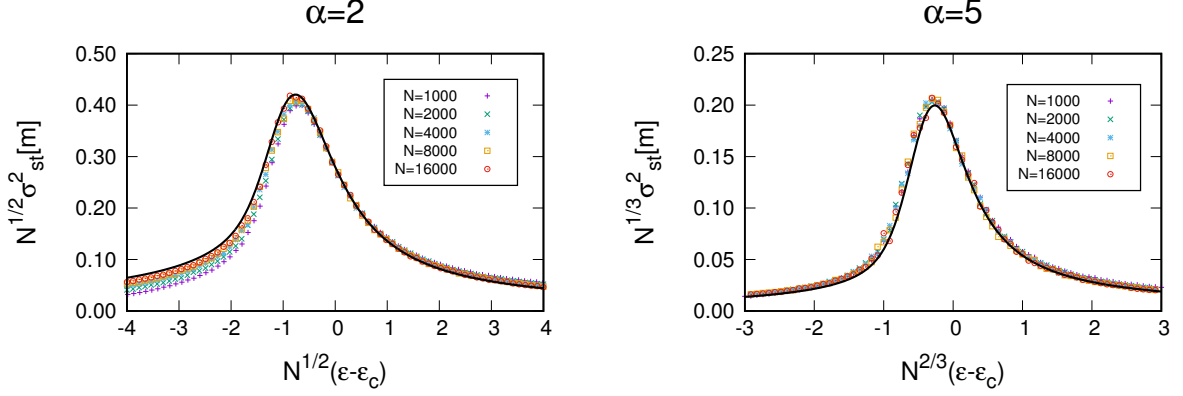 α=2
N^{1/2}σ²_{st}[m]
0.50
0.40
0.30
0.20
0.10
0.00
N=1000
N=2000
N=4000
N=8000
N=16000
-4 -3 -2 -1 0 1 2 3 4
N^{1/2}(ε-ε_c)
α=5
N^{1/3}σ²_{st}[m]
0.25
0.20
0.15
0.10
0.05
0.00
N=1000
N=2000
N=4000
N=8000
N=16000
-3 -2 -1 0 1 2 3
N^{2/3}(ε-ε_c)